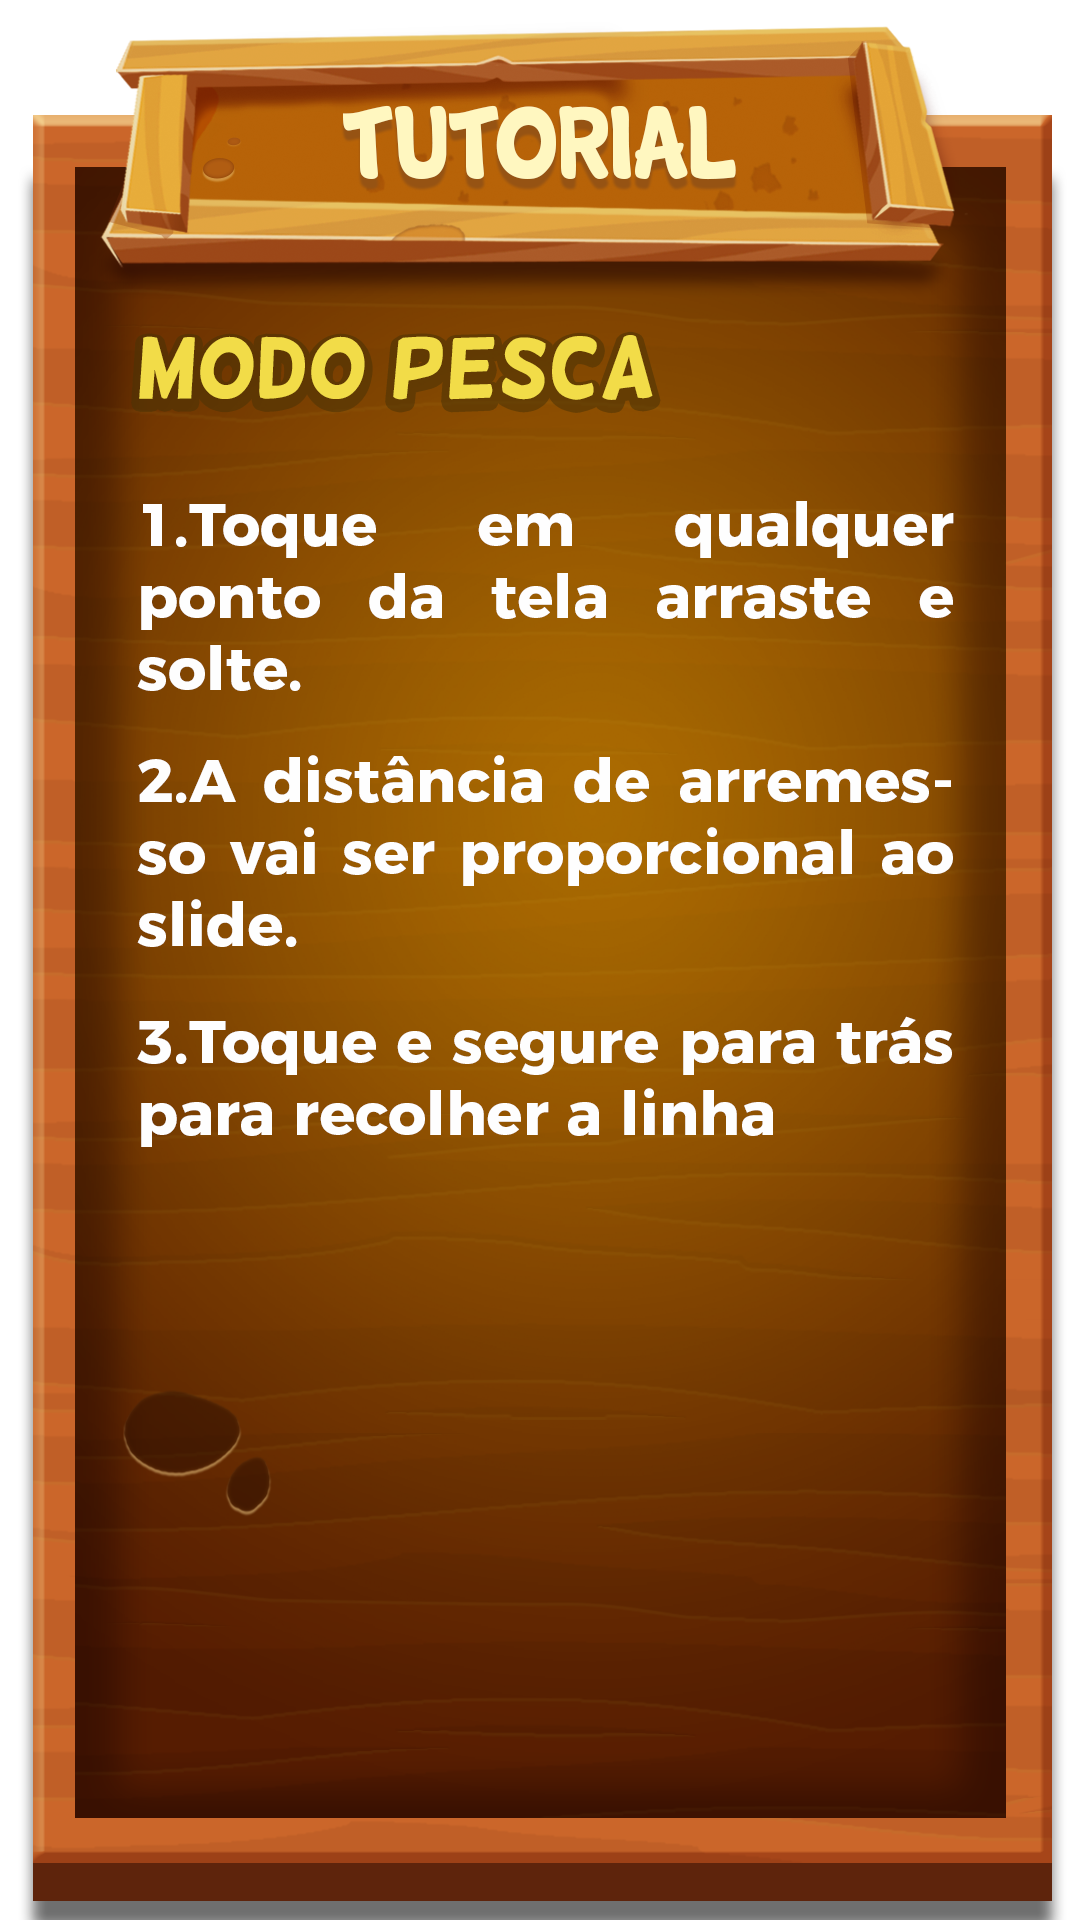 TUTORIAL
MODO PESCA
1.Toque em qualquer
ponto da tela arraste e
solte.
2.A distância de arremes-
so vai ser proporcional ao
slide.
3.Toque e segure para trás
para recolher a linha